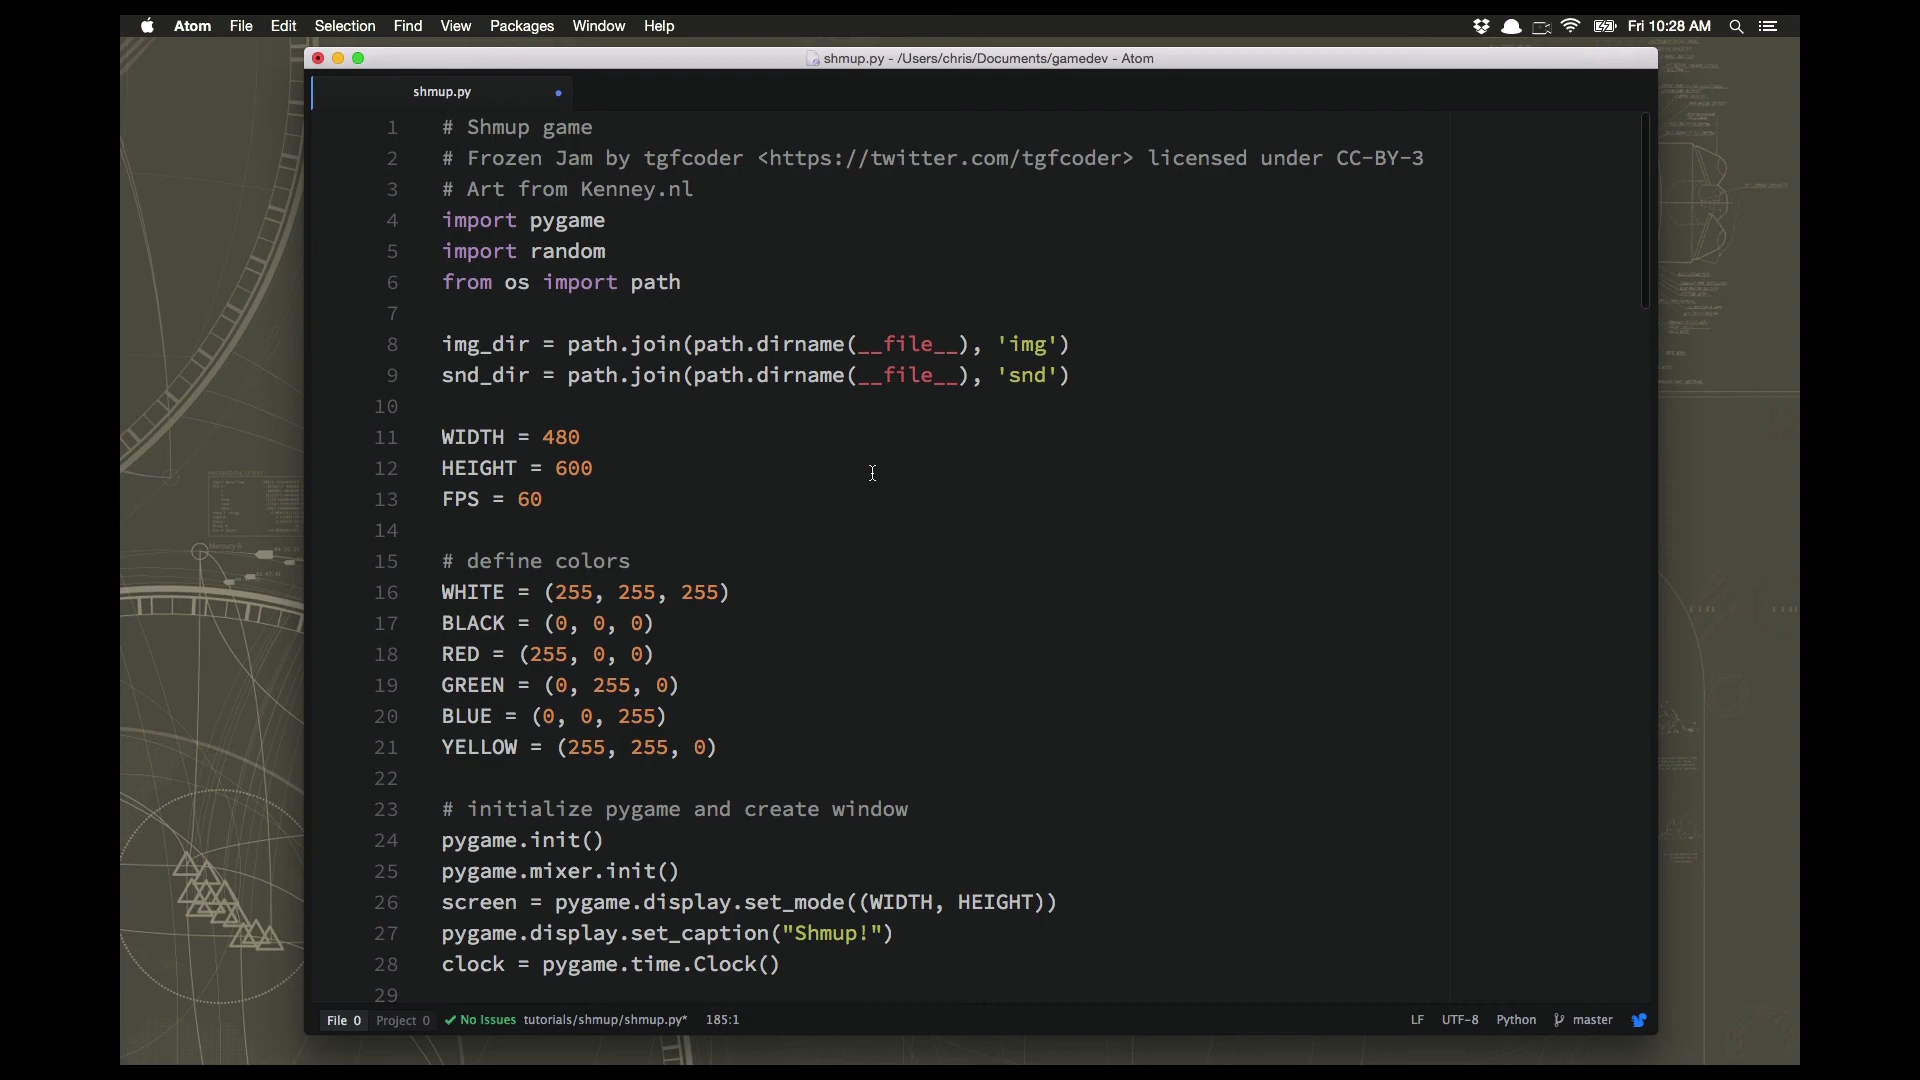 Atom File Edit Selection Find View Packages Window Help Fri 10:28 AM
shmup.py - /Users/chris/Documents/gamedev - Atom
shmup.py
1 # Shmup game
2 # Frozen Jam by tgfcoder <https://twitter.com/tgfcoder> licensed under CC-BY-3
3 # Art from Kenney.nl
4 import pygame
5 import random
6 from os import path
7
8 img_dir = path.join(path.dirname(__file__), 'img')
9 snd_dir = path.join(path.dirname(__file__), 'snd')
10
11 WIDTH = 480
12 HEIGHT = 600
13 FPS = 60
14
15 # define colors
16 WHITE = (255, 255, 255)
17 BLACK = (0, 0, 0)
18 RED = (255, 0, 0)
19 GREEN = (0, 255, 0)
20 BLUE = (0, 0, 255)
21 YELLOW = (255, 255, 0)
22
23 # initialize pygame and create window
24 pygame.init()
25 pygame.mixer.init()
26 screen = pygame.display.set_mode((WIDTH, HEIGHT))
27 pygame.display.set_caption("Shmup!")
28 clock = pygame.time.Clock()
29
File 0 Project 0 No Issues tutorials/shmup/shmup.py* 185:1 LF UTF-8 Python master